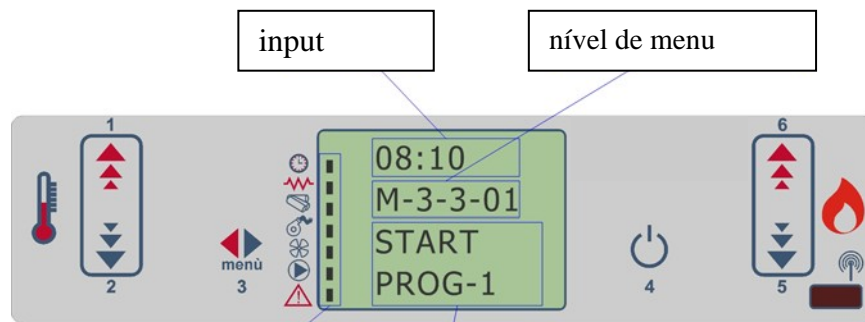 input
nível de menu
1
6
08:10
M-3-3-01
START
PROG-1
menù
2
3
4
5